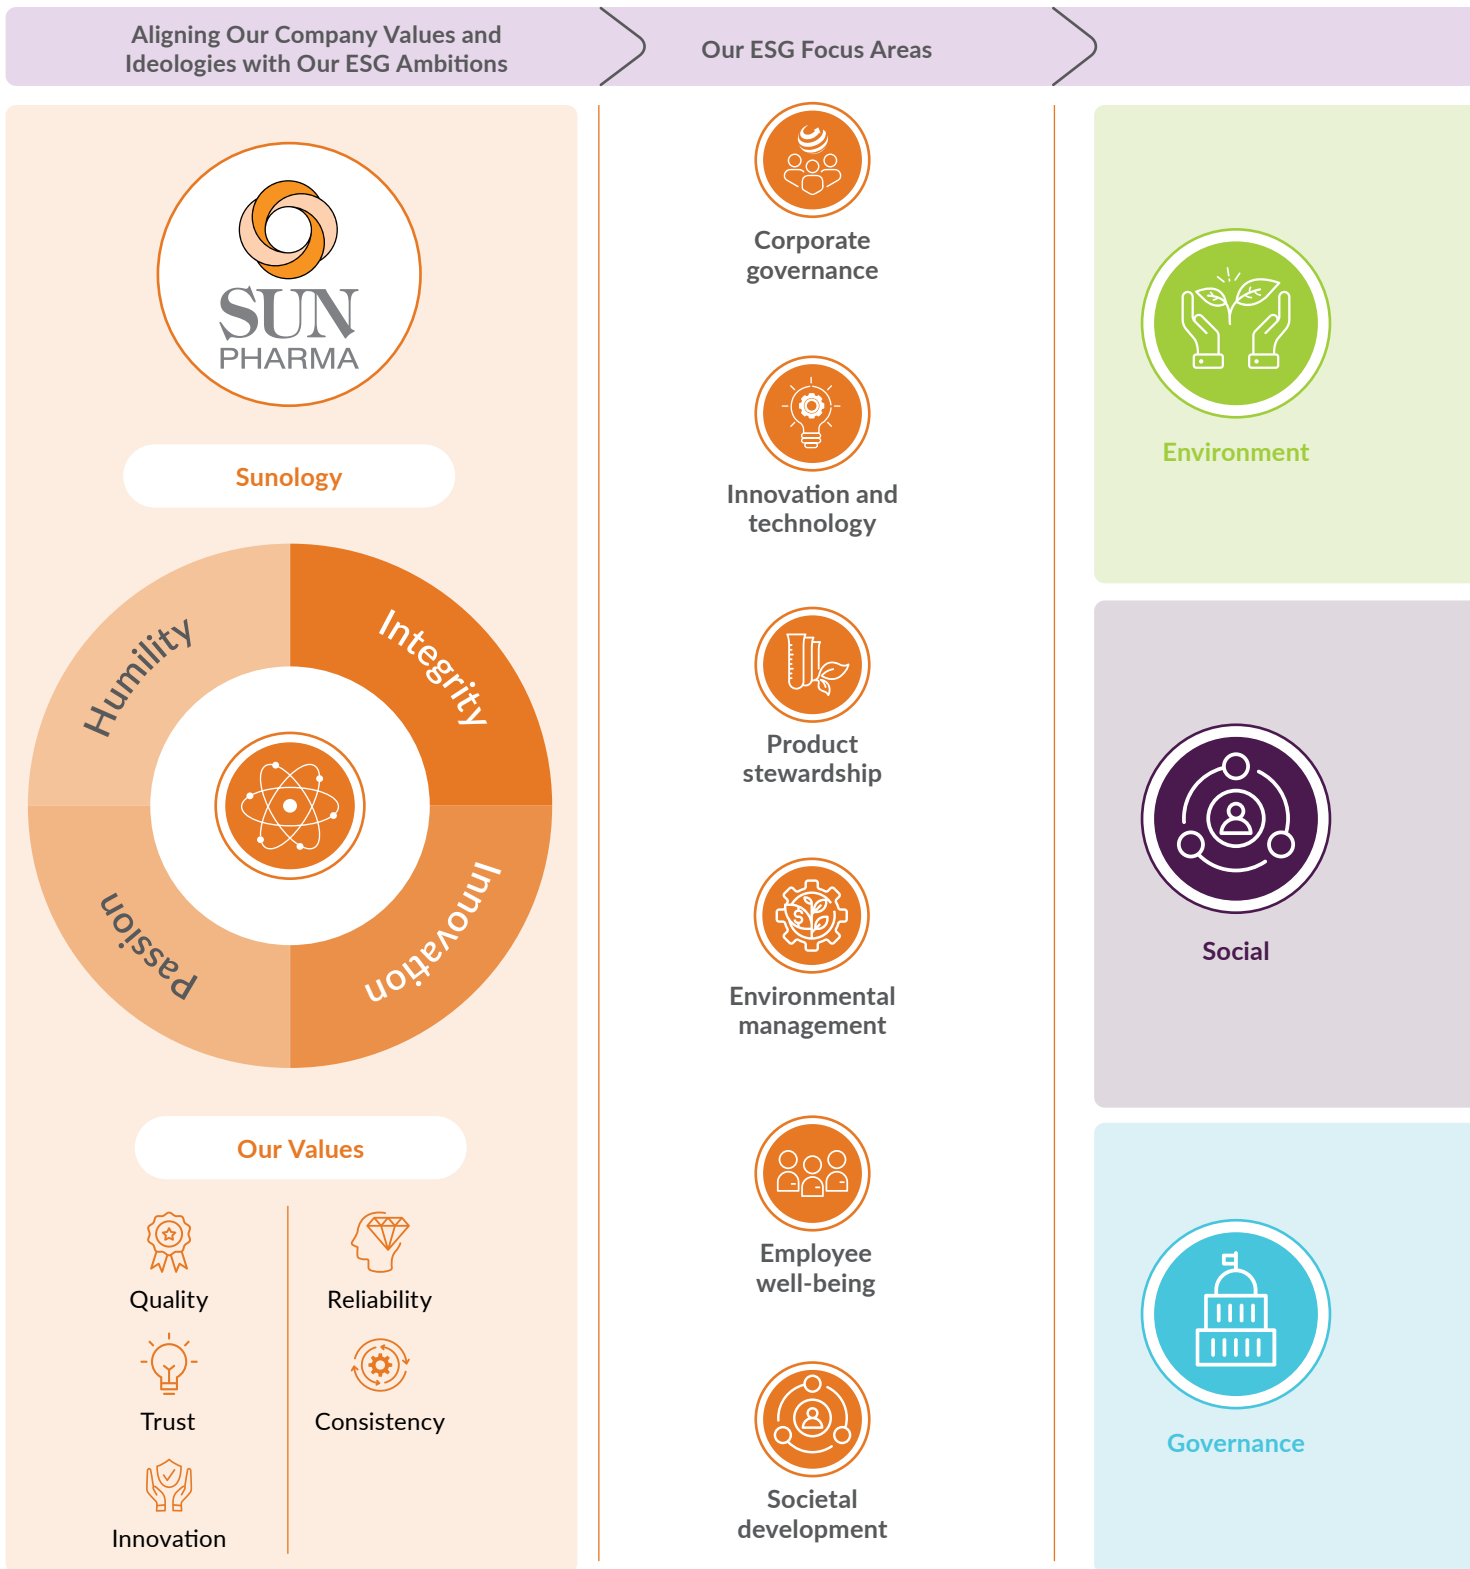 Aligning Our Company Values and
Ideologies with Our ESG Ambitions
Our ESG Focus Areas
SUN
PHARMA
Sunology
Humility
Integrity
Passion
Innovation
Our Values
Quality
Reliability
Trust
Consistency
Innovation
Corporate
governance
Innovation and
technology
Product
stewardship
$
Environmental
management
Employee
well-being
Societal
development
Environment
Social
Governance